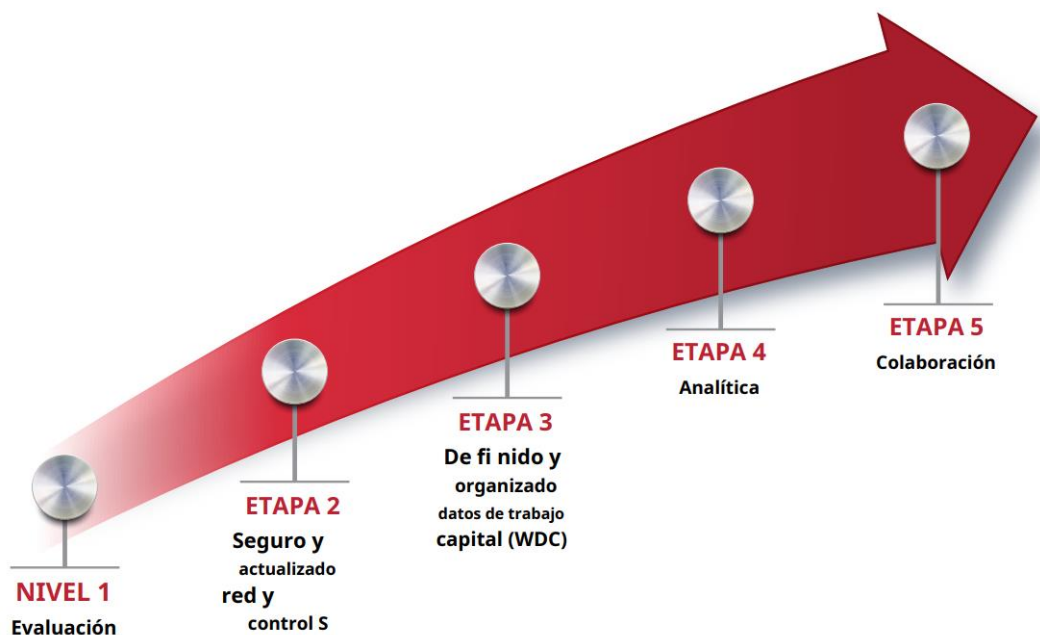 NIVEL 1
Evaluación
ETAPA 2
Seguro y
actualizado
red y
control S
ETAPA 3
De fi nido y
organizado
datos de trabajo
capital (WDC)
ETAPA 4
Analítica
ETAPA 5
Colaboración